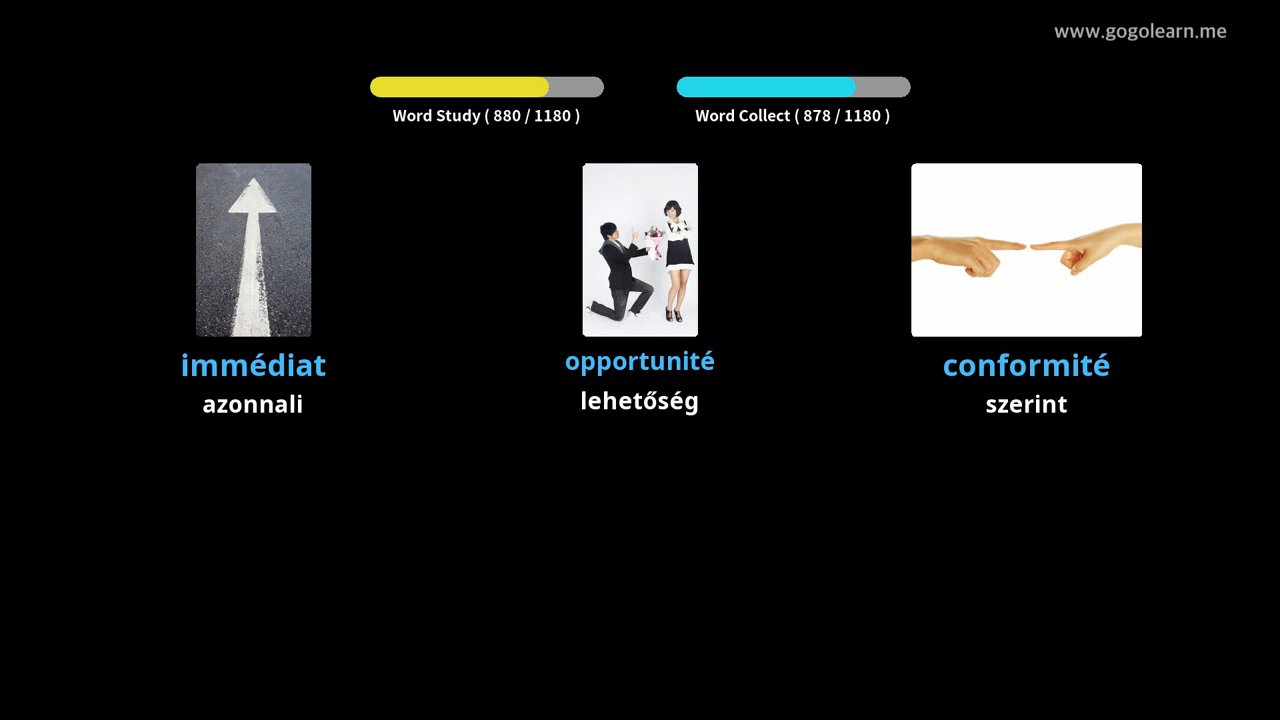 www.gogolearn.me
Word Study ( 880 / 1180 )
Word Collect ( 878 / 1180 )
immédiat
azonnali
opportunité
lehetőség
conformité
szerint